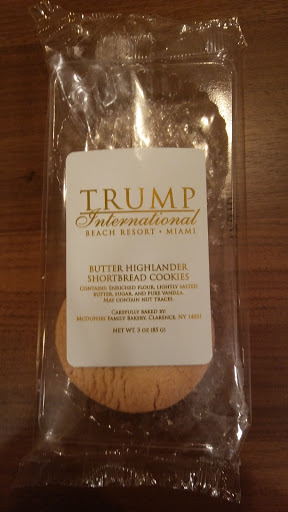 TRUMP
International
BEACH RESORT • MIAMI
BUTTER HIGHLANDER
SHORTBREAD COOKIES
CONTAINS: ENRICHED FLOUR, LIGHTLY SALTED
BUTTER, SUGAR, AND PURE VANILLA.
MAY CONTAIN NUT TRACES.
CAREFULLY BAKED BY
MCDUFFIES FAMILY BAKERY, CLARENCE, NY 14031
NET WT. 3 OZ (85 G)